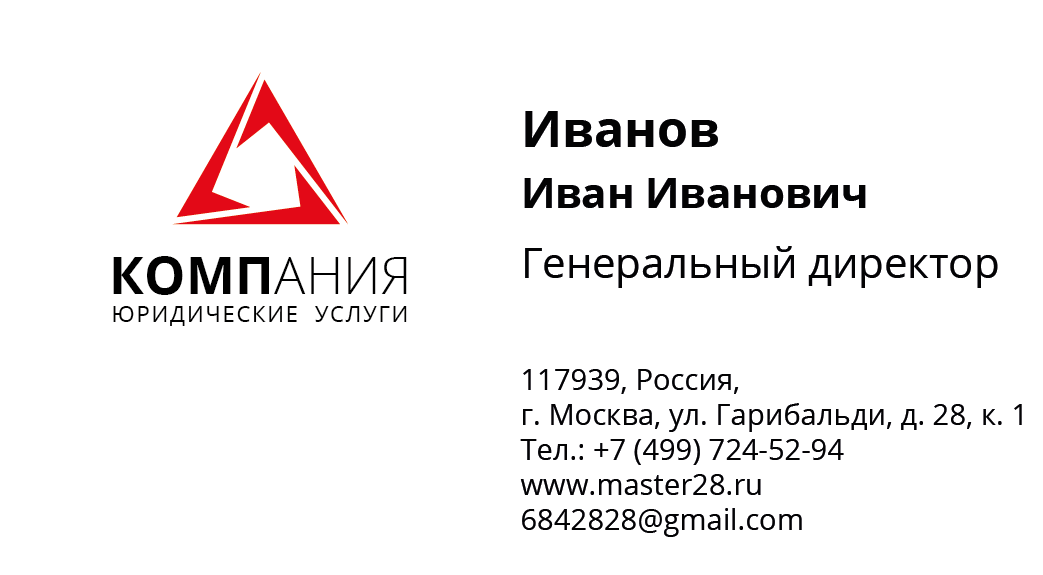 КОМПАНИЯ
ЮРИДИЧЕСКИЕ УСЛУГИ
Иванов
Иван Иванович
Генеральный директор
117939, Россия,
г. Москва, ул. Гарибальди, д. 28, к. 1
Тел.: +7 (499) 724-52-94
www.master28.ru
6842828@gmail.com